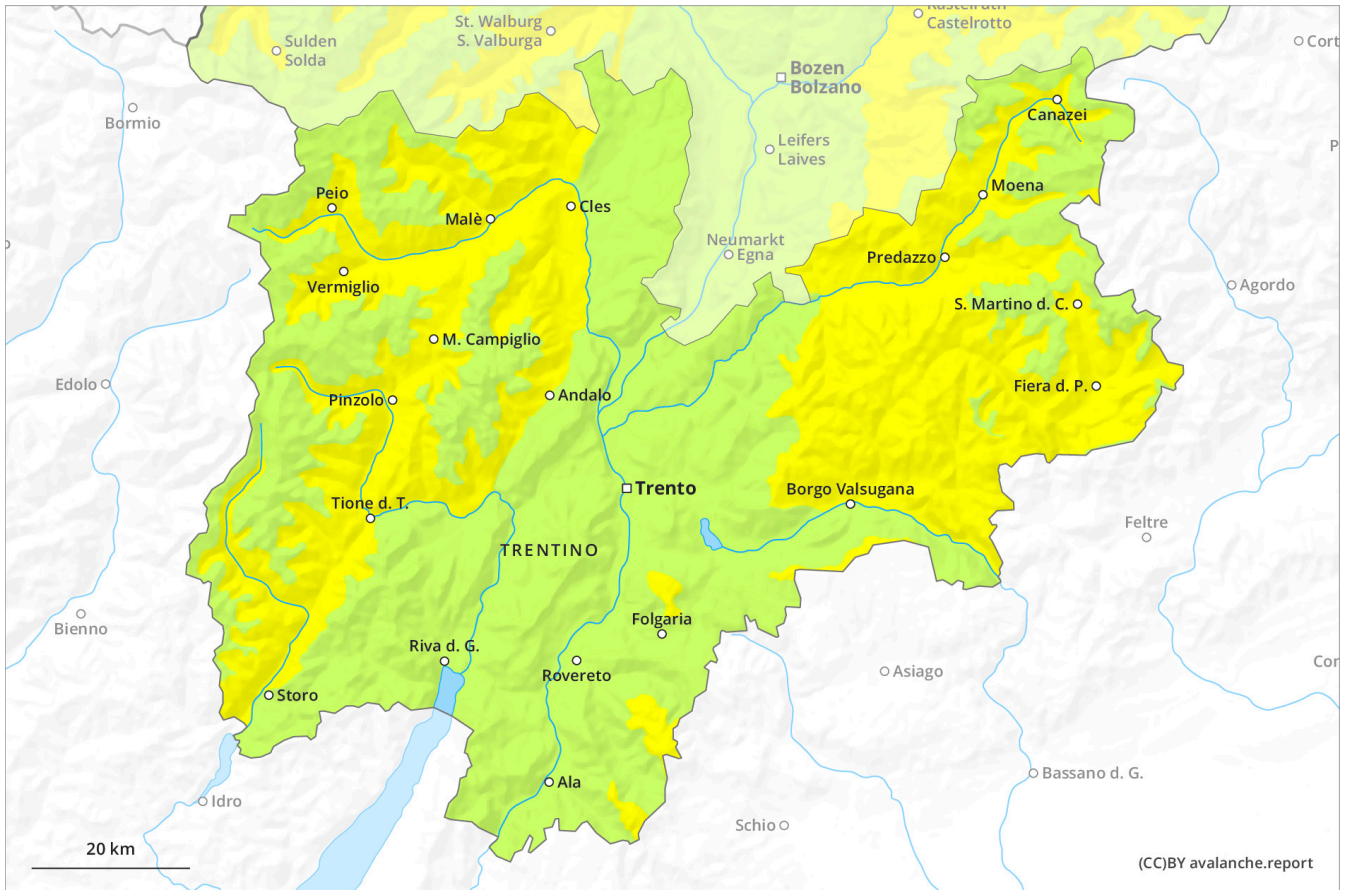 Kastelruth
Castelrotto
St. Walburg
S. Valburga
Sulden
Solda
Cort
Bozen
Bolzano
Bormio
Canazei
Leifers
Laives
P
Moena
Peio
Cles
Malè
Neumarkt
Egna
Predazzo
Vermiglio
Agordo
S. Martino d. C.
M. Campiglio
Edolo
Fiera d. P.
Andalo
Pinzolo
Trento
Borgo Valsugana
Tione d. T.
Feltre
TRENTINO
Bienno
Folgaria
Riva d. G.
Cor
Asiago
Rovereto
Storo
Bassano d. G.
Ala
Idro
Schio
20 km
(CC)BY avalanche.report